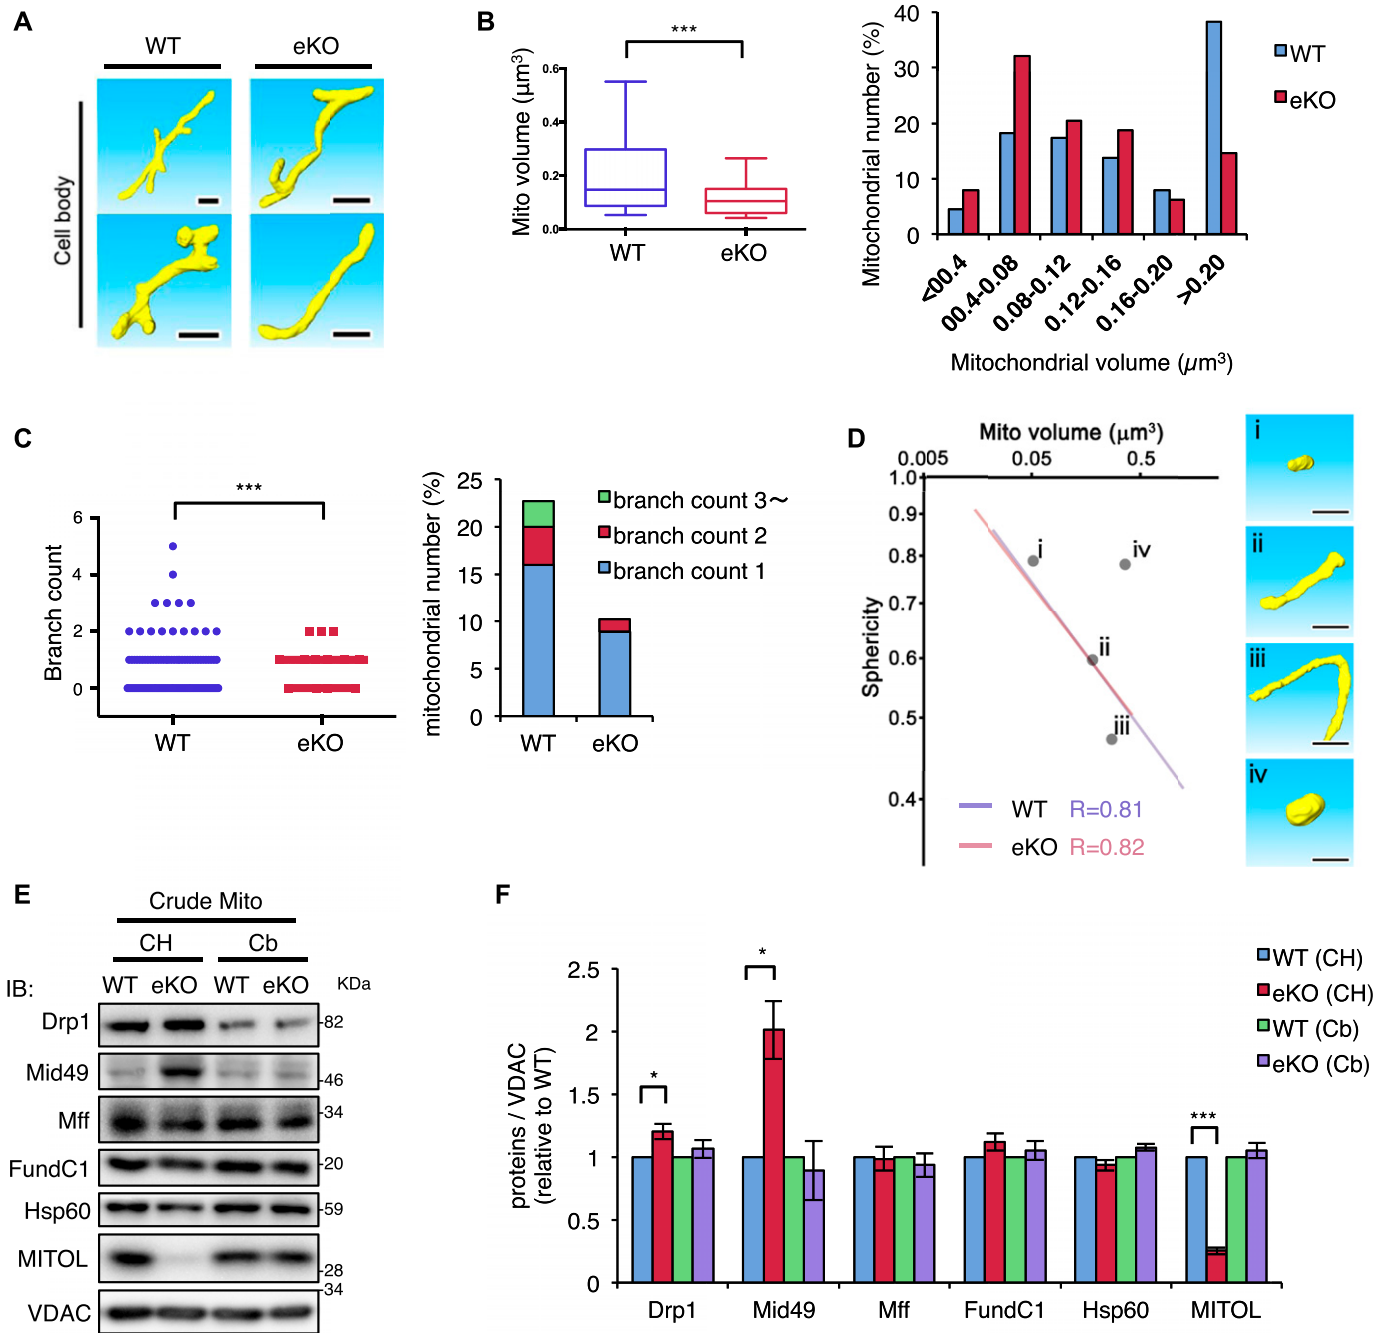 A
WT
eKO
Cell body
B
***
Mito volume (µm³)
0.6
0.4
0.2
0.0
WT
eKO
Mitochondrial number (%)
40
30
20
10
0
WT
eKO
<00.4
00.4-0.08
0.08-0.12
0.12-0.16
0.16-0.20
>0.20
Mitochondrial volume (µm³)
C
***
Branch count
6
4
2
0
WT
eKO
mitochondrial number (%)
25
20
15
10
5
0
branch count 3～
branch count 2
branch count 1
WT
eKO
D
Mito volume (µm³)
0.005
0.05
0.5
Sphericity
1.0
0.9
0.8
0.7
0.6
0.5
0.4
i
iv
ii
iii
WT R=0.81
eKO R=0.82
i
ii
iii
iv
E
Crude Mito
CH
Cb
IB:
WT eKO WT eKO
KDa
Drp1
-82
Mid49
-46
Mff
-34
FundC1
-20
Hsp60
-59
MITOL
-28
-34
VDAC
F
proteins / VDAC
(relative to WT)
2.5
2
1.5
1
0.5
0
*
*
***
WT (CH)
eKO (CH)
WT (Cb)
eKO (Cb)
Drp1
Mid49
Mff
FundC1
Hsp60
MITOL